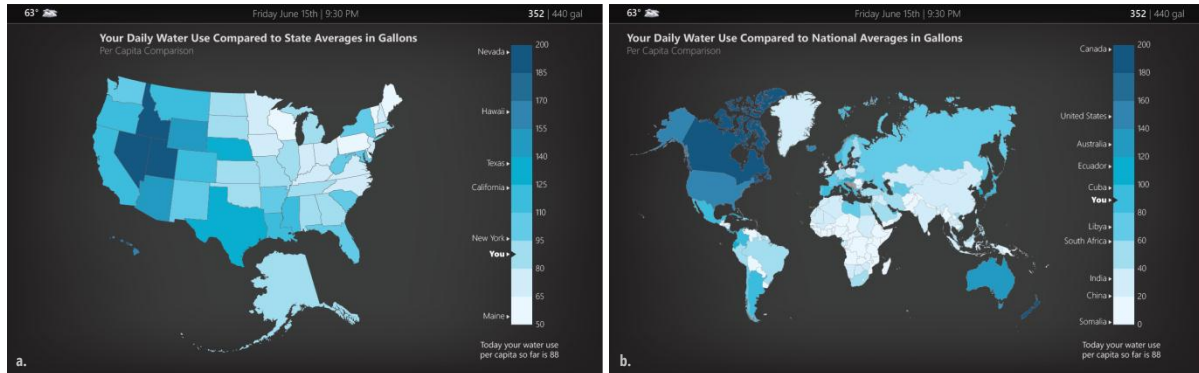 63°
Friday June 15th | 9:30 PM
352 | 440 gal
Your Daily Water Use Compared to State Averages in Gallons
Per Capita Comparison
Nevada
200
185
170
Hawaii
155
Texas
140
California
125
110
New York
95
You
80
65
Maine
50
Today your water use
per capita so far is 88
a.
63°
Friday June 15th | 9:30 PM
352 | 440 gal
Your Daily Water Use Compared to National Averages in Gallons
Per Capita Comparison
Canada
200
180
160
United States
Australia
140
Ecuador
120
Cuba
You
100
Libya
80
South Africa
60
India
40
China
20
Somalia
0
Today your water use
per capita so far is 88
b.